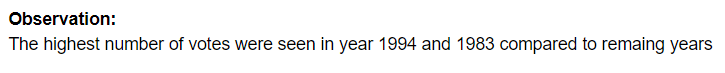 Observation:
The highest number of votes were seen in year 1994 and 1983 compared to remaing years